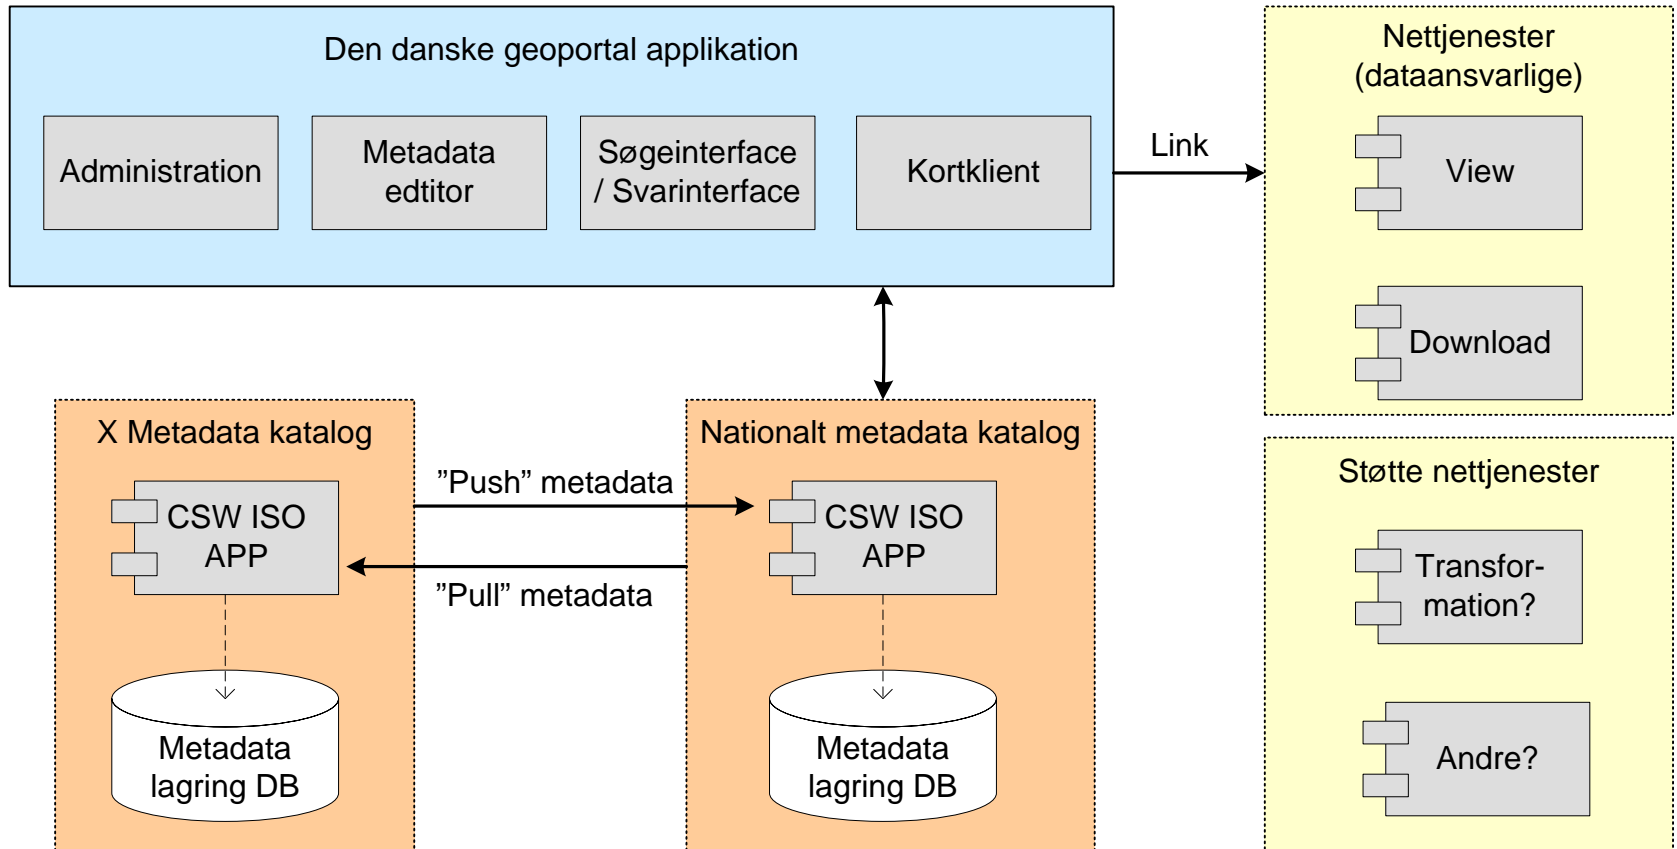 Den danske geoportal applikation
Administration
Metadata
edtitor
Søgeinterface
/ Svarinterface
Kortklient
Link
Nettjenester
(dataansvarlige)
View
Download
X Metadata katalog
CSW ISO
APP
Metadata
lagring DB
”Push” metadata
”Pull” metadata
Nationalt metadata katalog
CSW ISO
APP
Metadata
lagring DB
Støtte nettjenester
Transfor-
mation?
Andre?